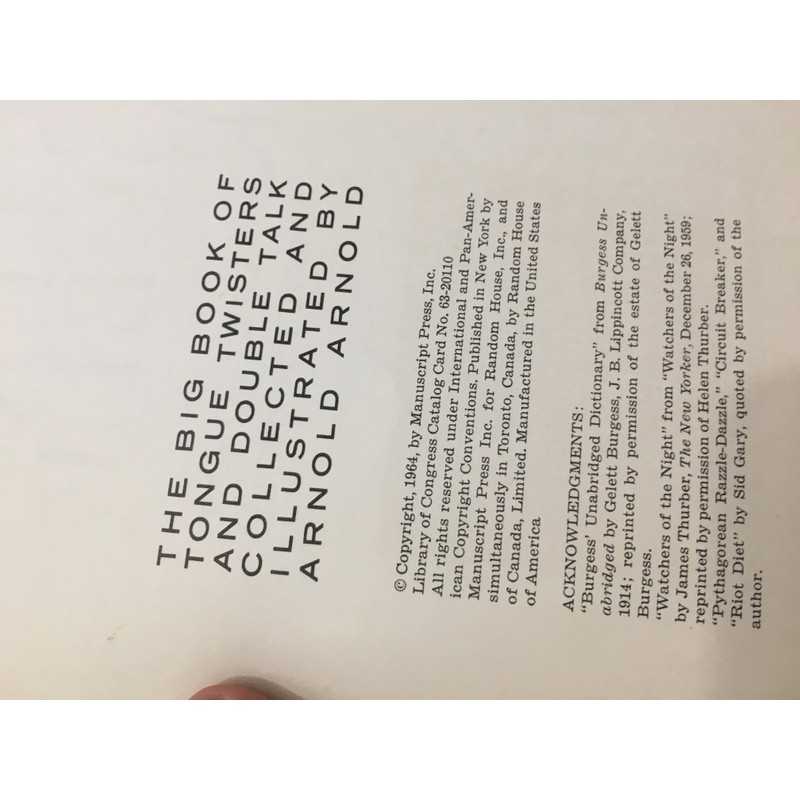 THE BIG BOOK OF
TONGUE TWISTERS
AND DOUBLE TALK
COLLECTED AND
ILLUSTRATED BY
ARNOLD ARNOLD
© Copyright, 1964, by Manuscript Press, Inc.
Library of Congress Catalog Card No. 63-20110
All rights reserved under International and Pan-Amer-
ican Copyright Conventions. Published in New York by
Manuscript Press Inc. for Random House, Inc., and
simultaneously in Toronto, Canada, by Random House
of Canada, Limited. Manufactured in the United States
of America
ACKNOWLEDGMENTS:
“Burgess’ Unabridged Dictionary” from Burgess Un-
abridged by Gelett Burgess, J. B. Lippincott Company,
1914; reprinted by permission of the estate of Gelett
Burgess.
“Watchers of the Night” from “Watchers of the Night”
by James Thurber, The New Yorker, December 26, 1959;
reprinted by permission of Helen Thurber.
“Pythagorean Razzle-Dazzle,” “Circuit Breaker,” and
“Riot Diet” by Sid Gary, quoted by permission of the
author.